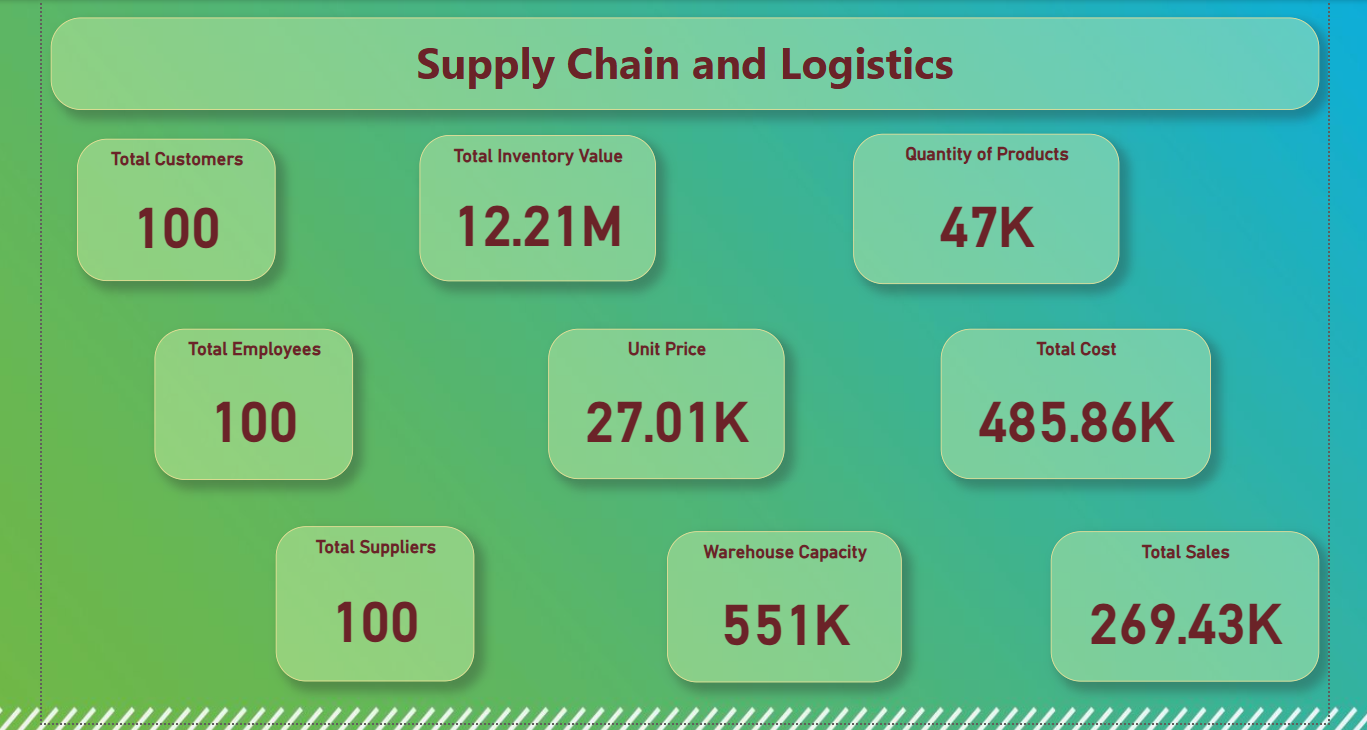 Supply Chain and Logistics
Total Customers
100
Total Inventory Value
12.21M
Quantity of Products
47K
Total Employees
100
Unit Price
27.01K
Total Cost
485.86K
Total Suppliers
100
Warehouse Capacity
551K
Total Sales
269.43K